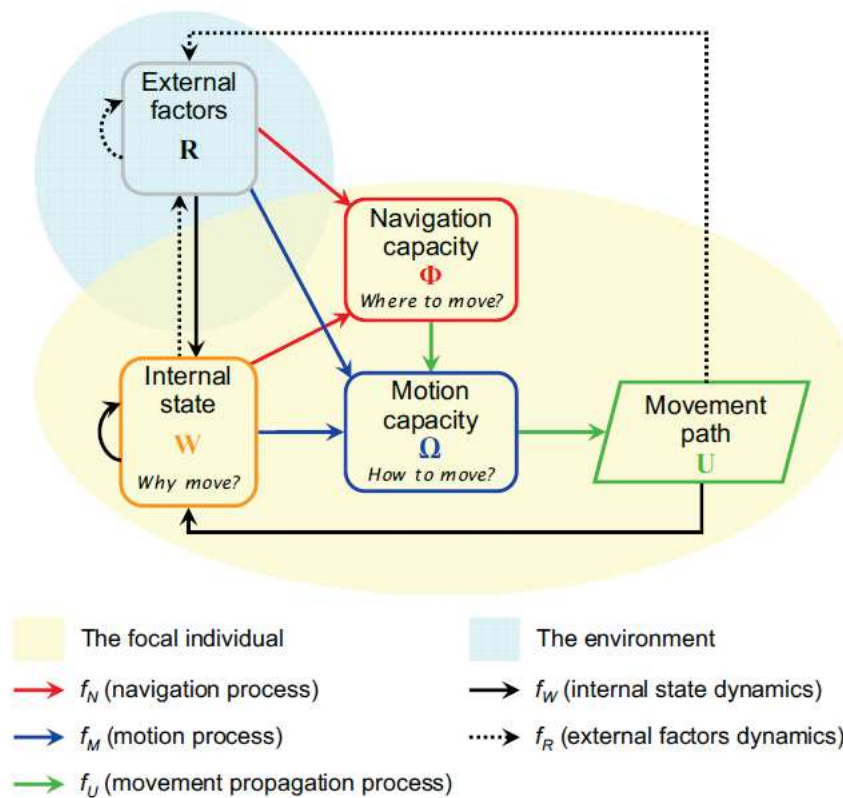 External
factors
R
Navigation
capacity
Φ
Where to move?
Internal
state
W
Why move?
Motion
capacity
Ω
How to move?
Movement
path
U
The focal individual
The environment
f_N (navigation process)
f_W (internal state dynamics)
f_M (motion process)
f_R (external factors dynamics)
f_U (movement propagation process)